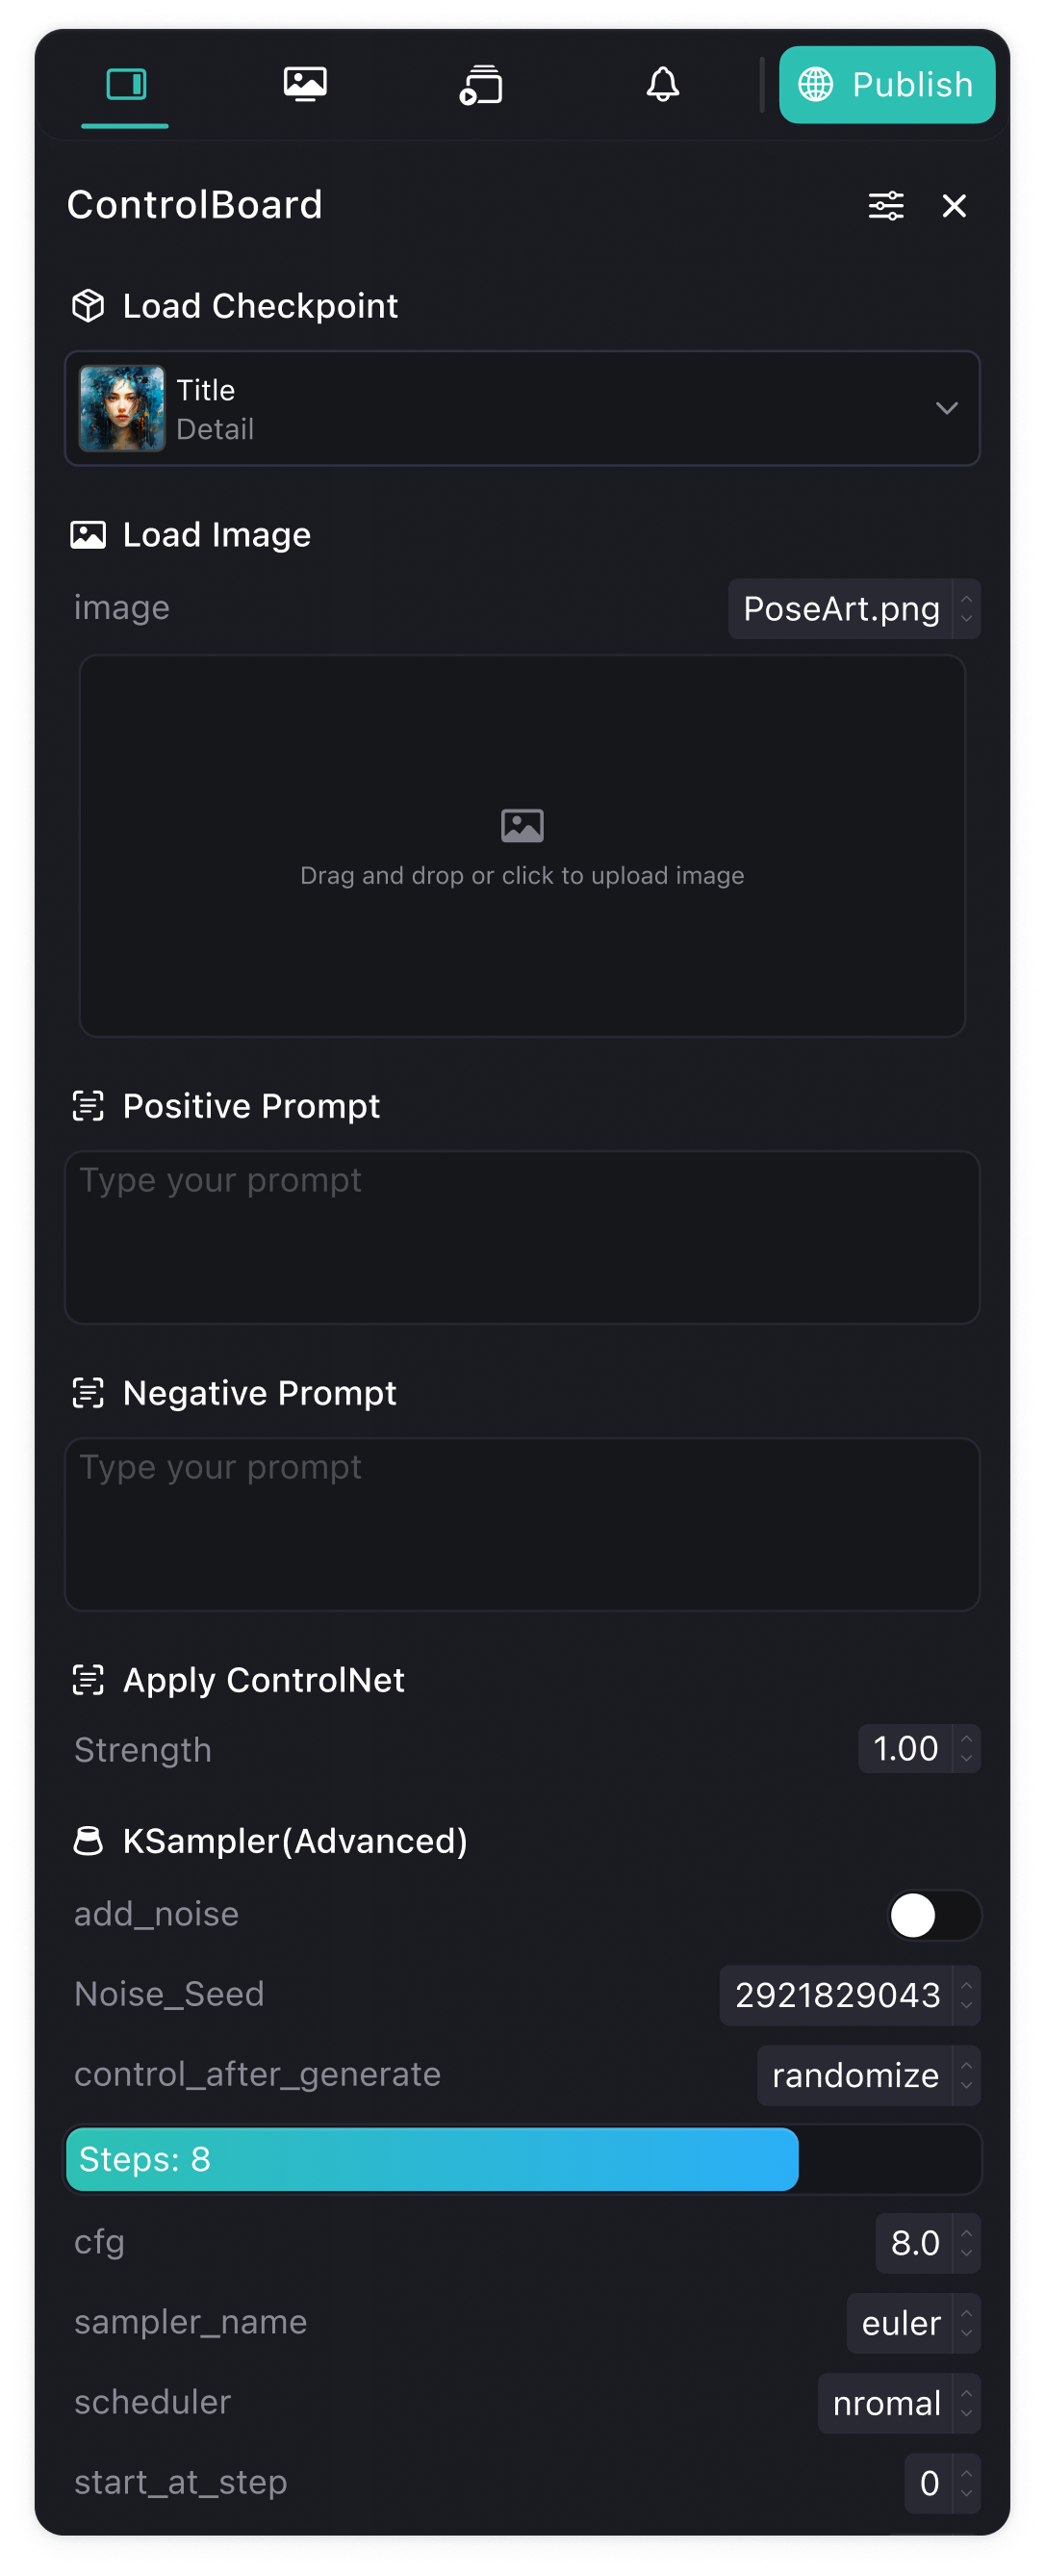 Publish
ControlBoard
Load Checkpoint
Title
Detail
Load Image
image PoseArt.png
Drag and drop or click to upload image
Positive Prompt
Type your prompt
Negative Prompt
Type your prompt
Apply ControlNet
Strength 1.00
KSampler(Advanced)
add_noise
Noise_Seed 2921829043
control_after_generate randomize
Steps: 8
cfg 8.0
sampler_name euler
scheduler nromal
start_at_step 0